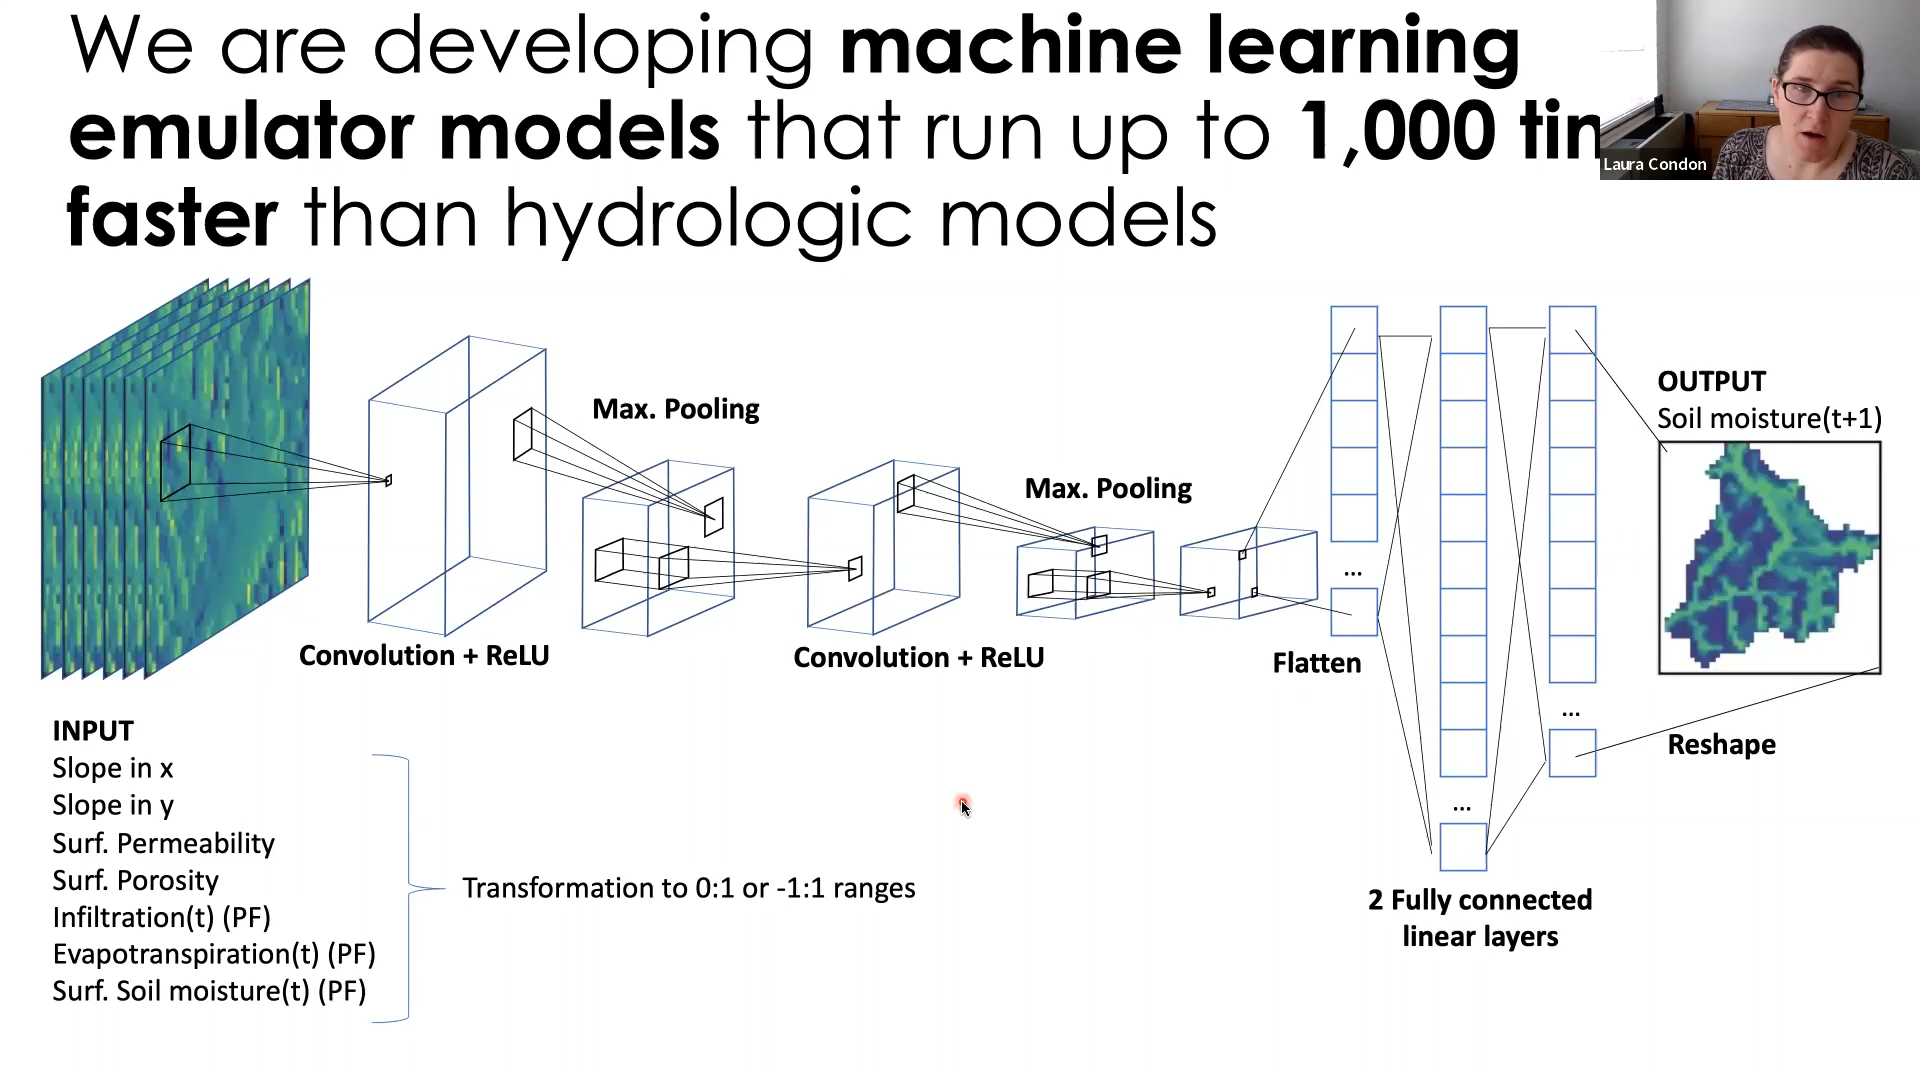 We are developing machine learning
emulator models that run up to 1,000
faster than hydrologic models
Laura Condon
Max. Pooling
Max. Pooling
OUTPUT
Soil moisture(t+1)
...
Convolution + ReLU
Convolution + ReLU
Flatten
...
Reshape
INPUT
Slope in x
Slope in y
Surf. Permeability
Surf. Porosity
Infiltration(t) (PF)
Evapotranspiration(t) (PF)
Surf. Soil moisture(t) (PF)
Transformation to 0:1 or -1:1 ranges
...
2 Fully connected
linear layers